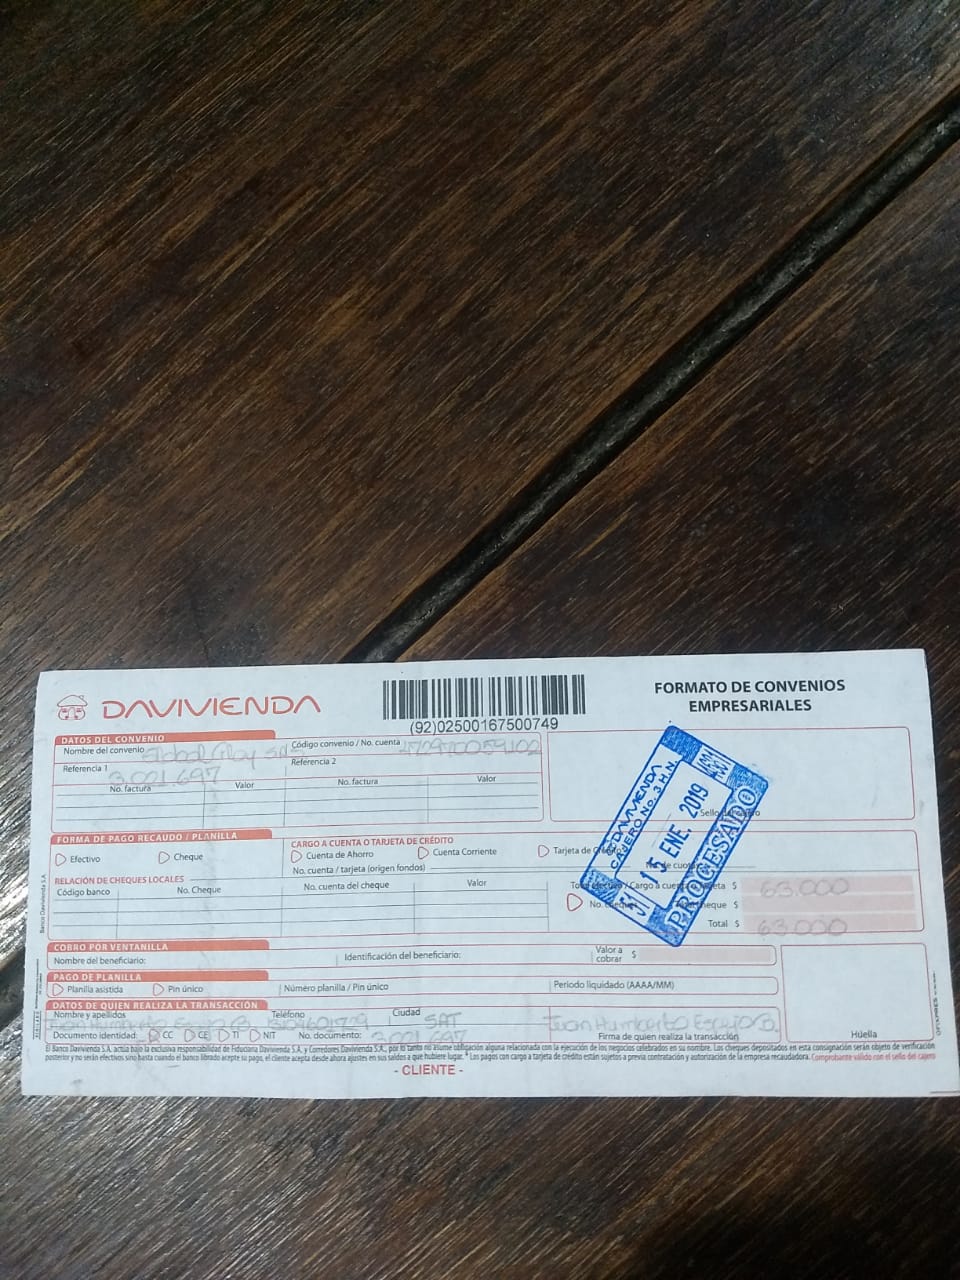 DAVIVIENDA
(92)02500167500749
FORMATO DE CONVENIOS
EMPRESARIALES
DATOS DEL CONVENIO
Nombre del convenio Global Play SAS
Código convenio / No. cuenta
Referencia 1 3.001.697
Referencia 2
No. factura Valor No. factura Valor
Sello del cajero
DAVIVIENDA
CAJERO No. 3 H.N.
15 ENE. 2019
PROCESADO
FORMA DE PAGO RECAUDO / PLANILLA
Efectivo Cheque
CARGO A CUENTA O TARJETA DE CRÉDITO
Cuenta de Ahorro Cuenta Corriente Tarjeta de Crédito
No. cuenta / tarjeta (origen fondos)
No. de cuotas
RELACIÓN DE CHEQUES LOCALES
Código banco No. Cheque No. cuenta del cheque Valor
Total efectivo / Cargo a cuenta o tarjeta $ 63.000
No. cheques Total cheque $
Total $ 63.000
COBRO POR VENTANILLA
Nombre del beneficiario: Identificación del beneficiario: Valor a cobrar $
PAGO DE PLANILLA
Planilla asistida Pin único Número planilla / Pin único Periodo liquidado (AAAA/MM)
DATOS DE QUIEN REALIZA LA TRANSACCIÓN
Nombre y apellidos Juan Humberto
Teléfono
Ciudad SAT
Juan Humberto
Documento identidad: CC CE TI NIT No. documento: 3.001.697
Firma de quien realiza la transacción
Huella
El Banco Davivienda S.A. actúa bajo la exclusiva responsabilidad de Fiduciaria Davivienda S.A. y Corredores Davivienda S.A., por lo tanto no asume obligación alguna relacionada con la ejecución de los negocios celebrados en su nombre. Los cheques depositados en esta consignación serán objeto de verificación
posterior y no serán efectivos sino hasta cuando el banco librado acepte su pago, el cliente acepta desde ahora ajustes en sus saldos a que hubiere lugar. * Los pagos con cargo a tarjeta de crédito están sujetos a previa contratación y autorización de la empresa recaudadora. Comprobante válido con el sello del cajero
- CLIENTE -
Banco Davivienda S.A.